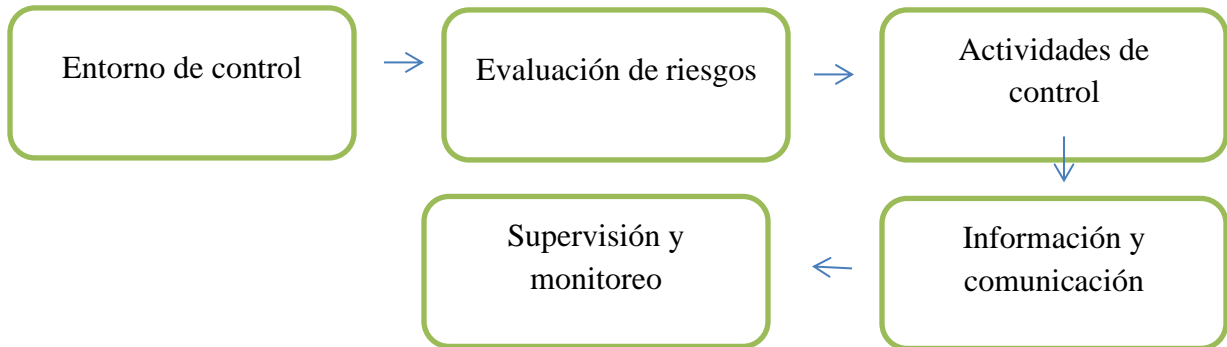 Entorno de control
Evaluación de riesgos
Actividades de
control
Información y
comunicación
Supervisión y
monitoreo